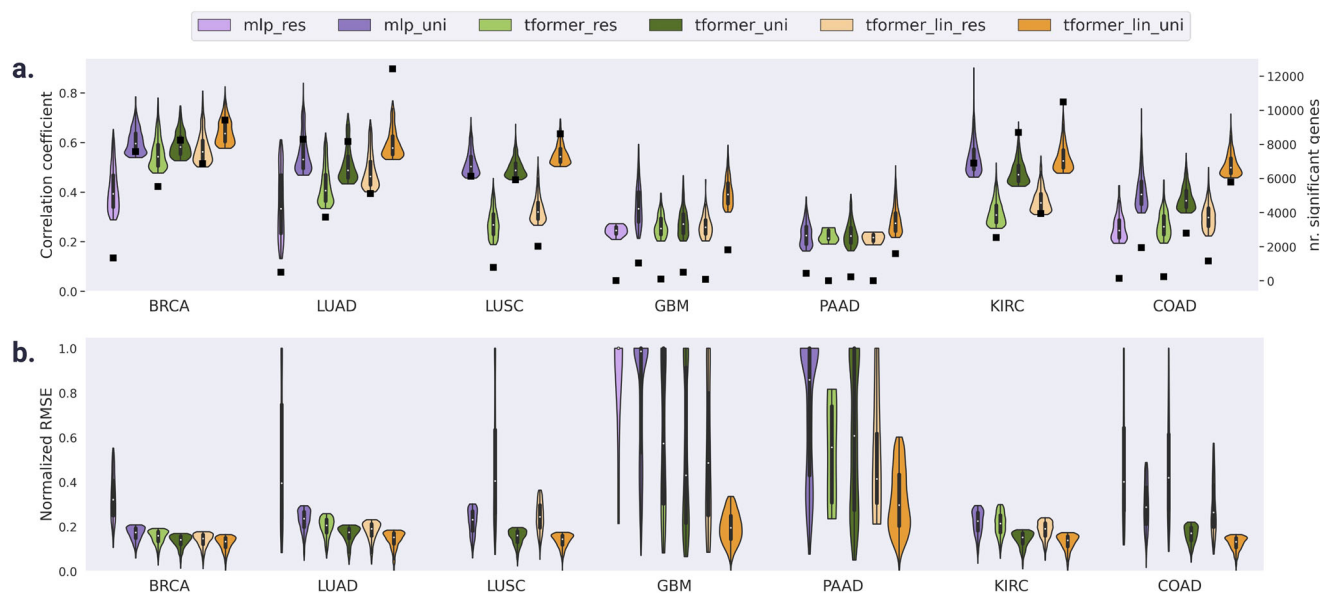 mlp_res mlp_uni tformer_res tformer_uni tformer_lin_res tformer_lin_uni
a.
Correlation coefficient
0.8
0.6
0.4
0.2
0.0
12000
10000
8000
6000
4000
2000
0
nr. significant genes
BRCA LUAD LUSC GBM PAAD KIRC COAD
b.
Normalized RMSE
1.0
0.8
0.6
0.4
0.2
0.0
BRCA LUAD LUSC GBM PAAD KIRC COAD